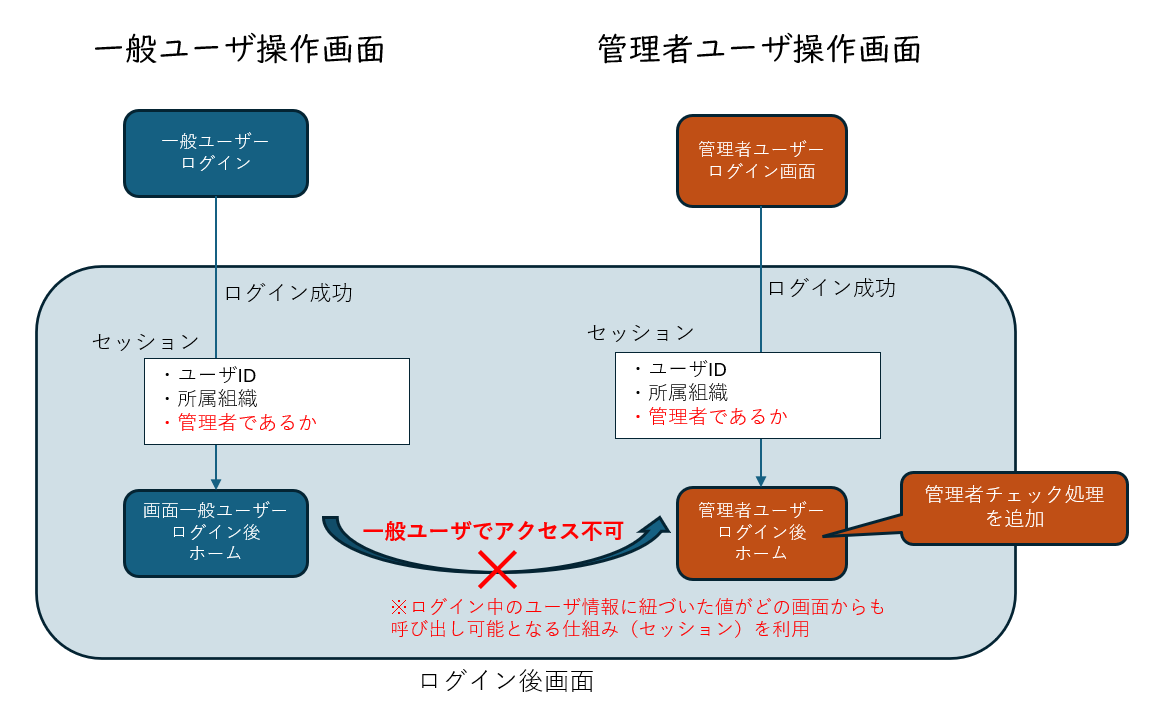 一般ユーザ操作画面
管理者ユーザ操作画面
一般ユーザー
ログイン
管理者ユーザー
ログイン画面
ログイン成功
ログイン成功
セッション
セッション
・ユーザID
・所属組織
・管理者であるか
・ユーザID
・所属組織
・管理者であるか
画面一般ユーザー
ログイン後
ホーム
一般ユーザでアクセス不可
管理者ユーザー
ログイン後
ホーム
管理者チェック処理
を追加
※ログイン中のユーザ情報に紐づいた値がどの画面からも
呼び出し可能となる仕組み（セッション）を利用
ログイン後画面